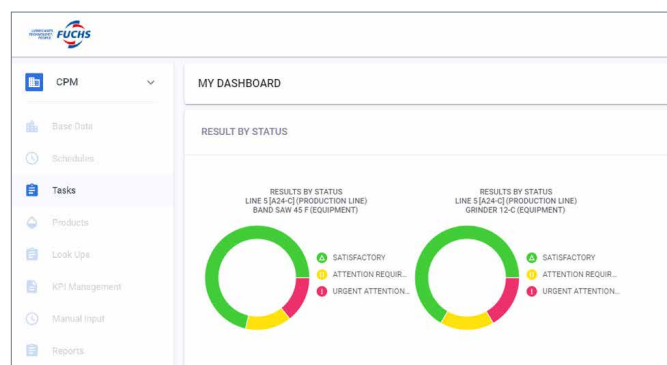 LUBRICANTS.
TECHNOLOGY.
PEOPLE.
FUCHS
CPM
Base Data
Schedules
Tasks
Products
Look Ups
KPI Management
Manual Input
Reports
MY DASHBOARD
RESULT BY STATUS
RESULTS BY STATUS
LINE 5 [A24-C] (PRODUCTION LINE)
BAND SAW 45 F (EQUIPMENT)
SATISFACTORY
ATTENTION REQUIR...
URGENT ATTENTION...
RESULTS BY STATUS
LINE 5 [A24-C] (PRODUCTION LINE)
GRINDER 12-C (EQUIPMENT)
SATISFACTORY
ATTENTION REQUIR...
URGENT ATTENTION...